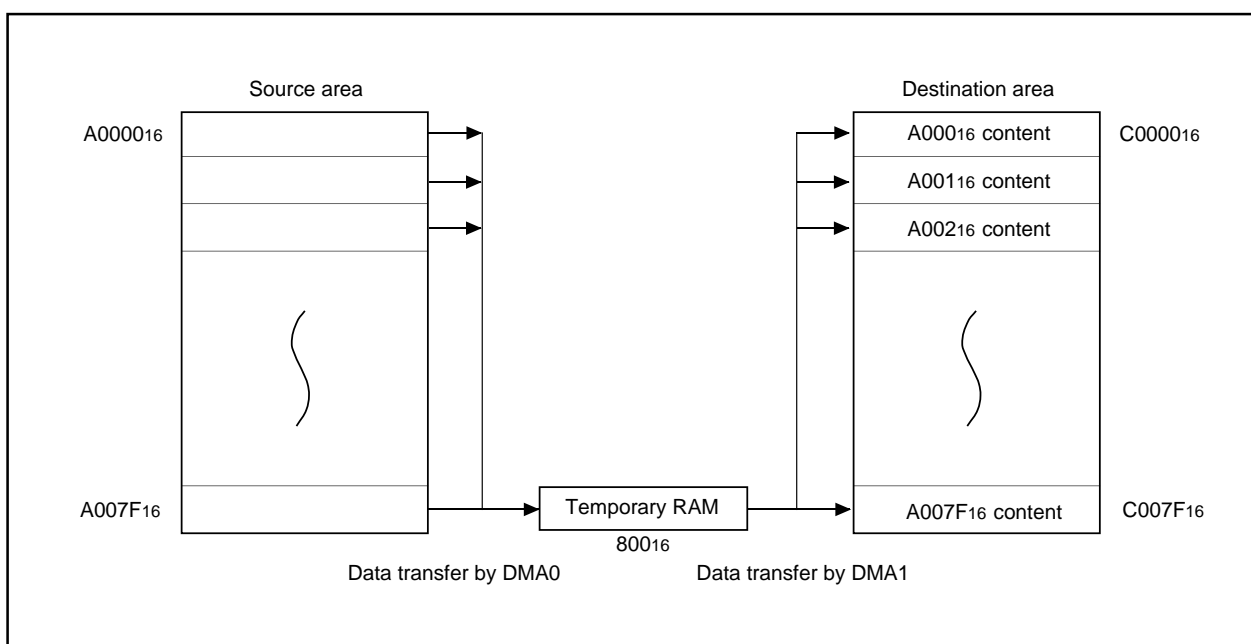 Source area
Destination area
A000016
A00016 content
C000016
A00116 content
A00216 content
A007F16
Temporary RAM
A007F16 content
C007F16
80016
Data transfer by DMA0
Data transfer by DMA1